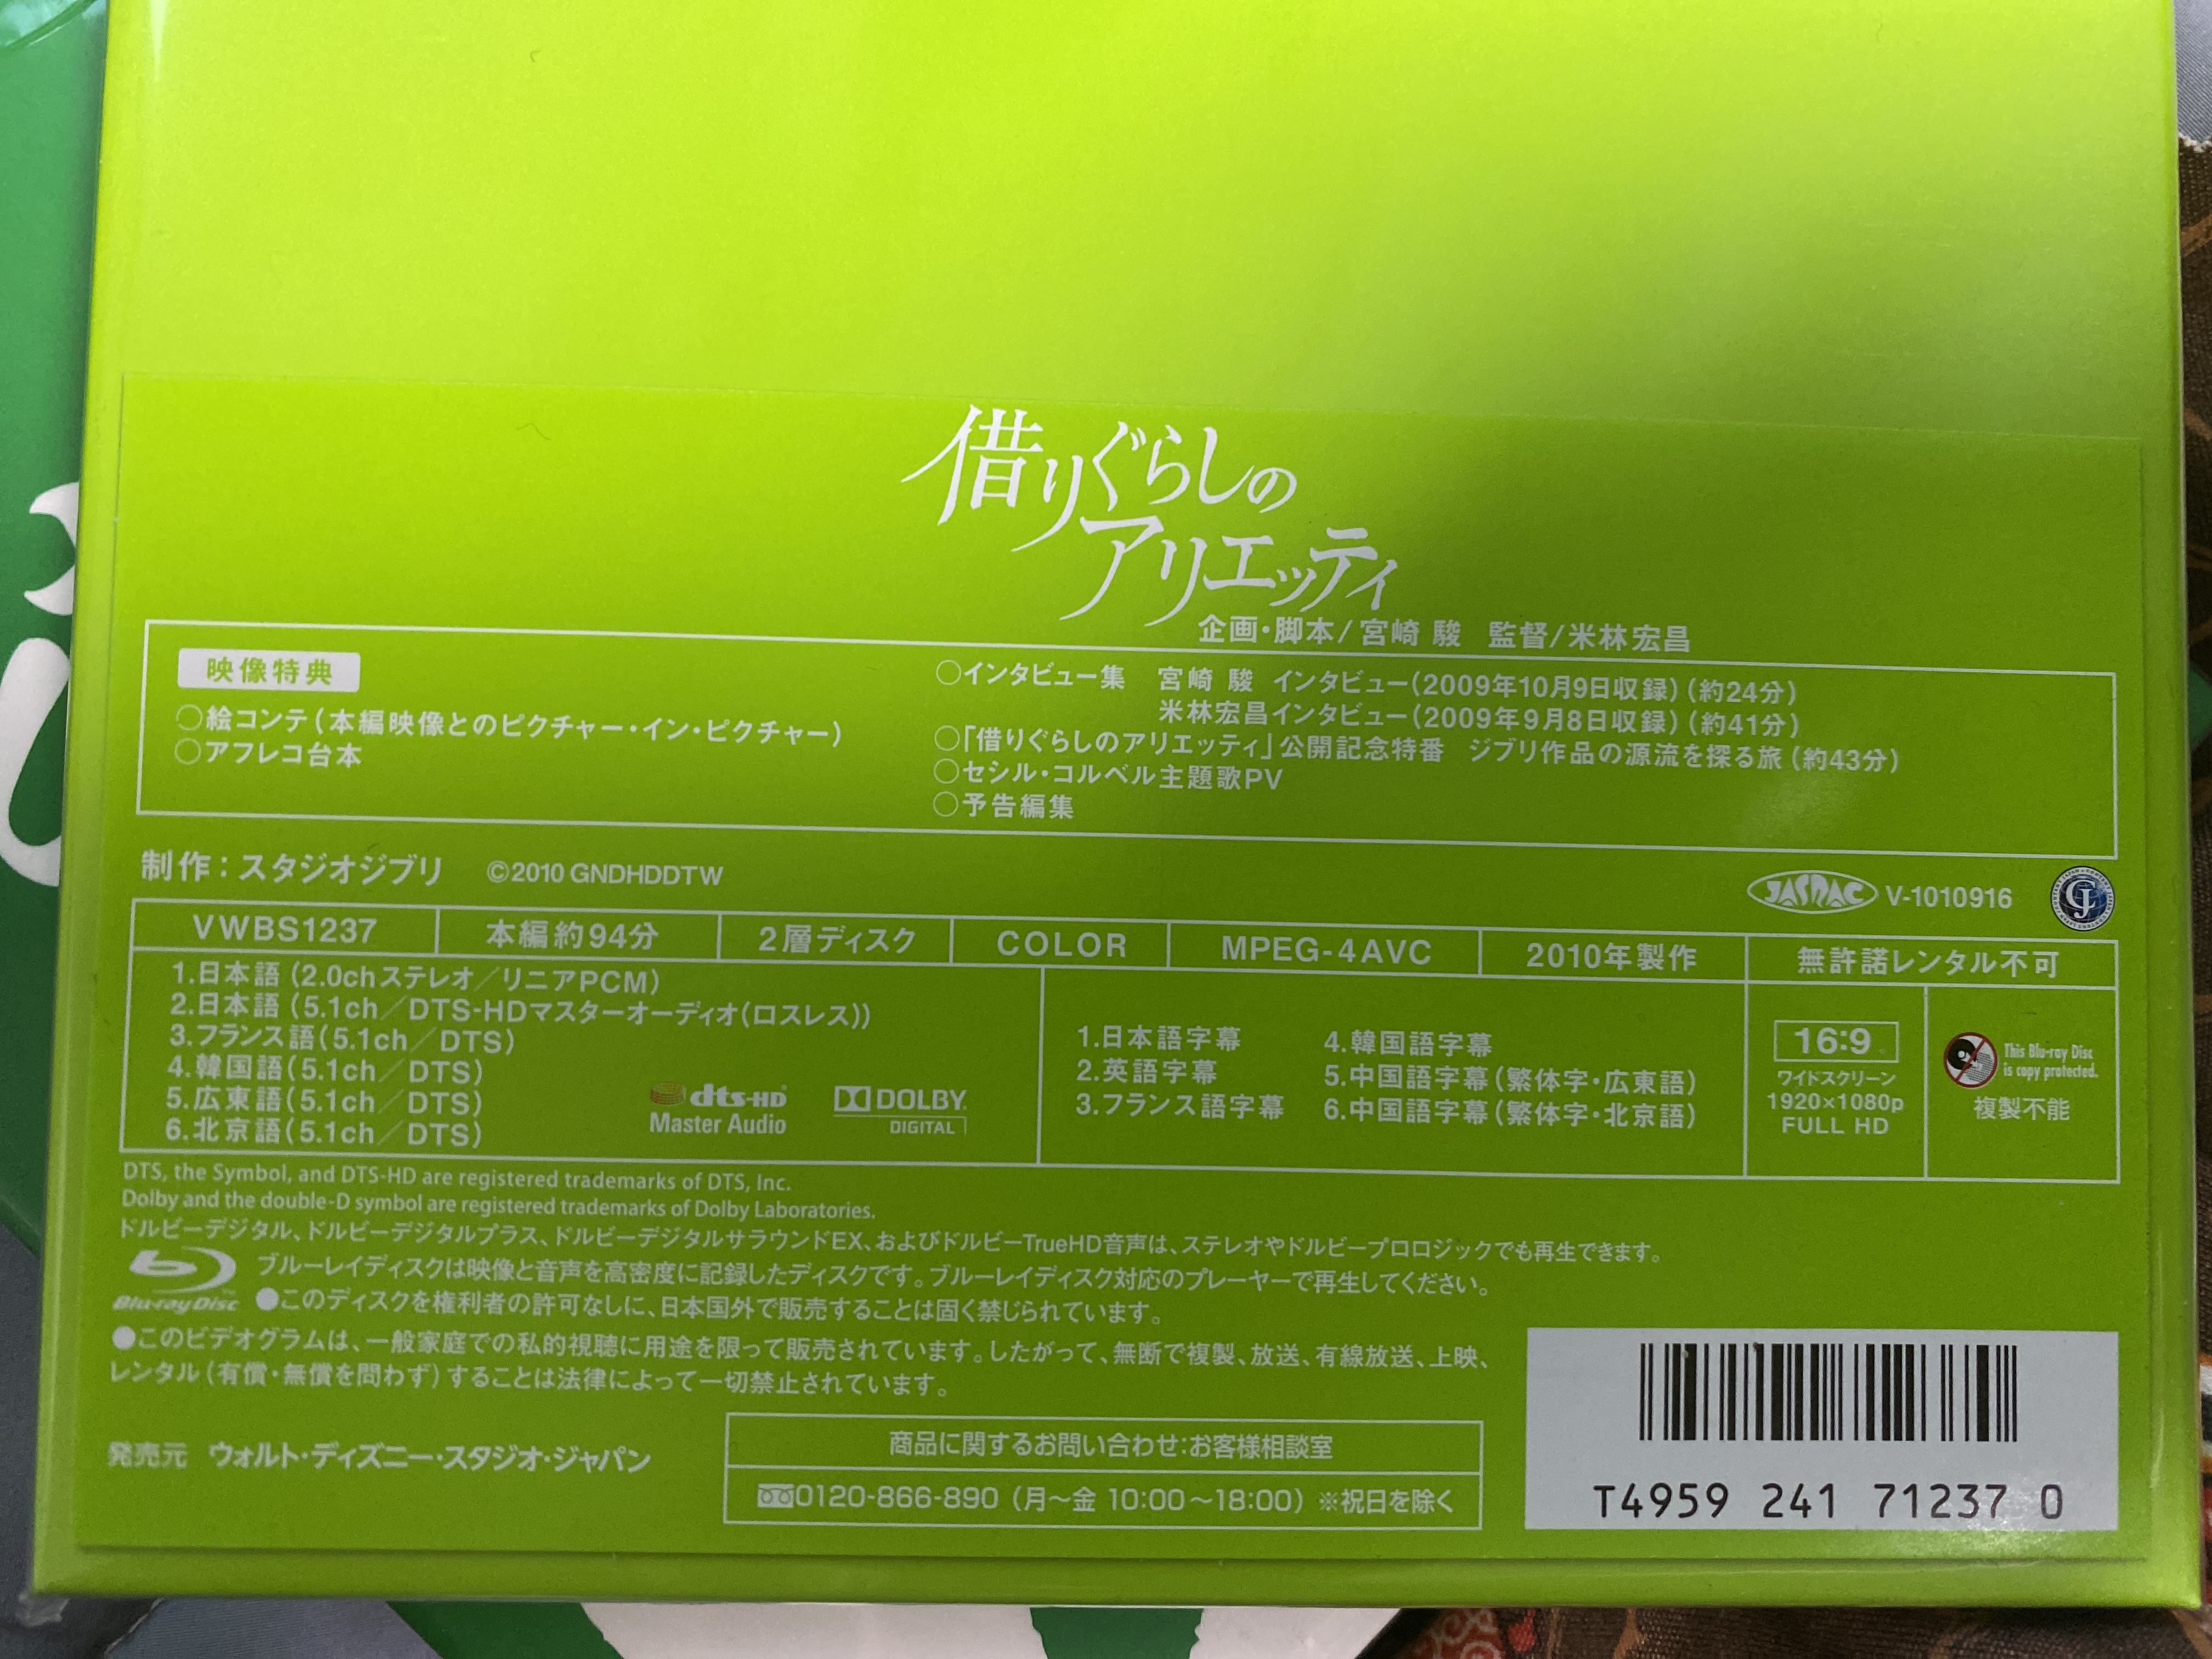 借りぐらしの
アリエッティ
企画・脚本/宮崎 駿 監督/米林宏昌
映像特典
○絵コンテ(本編映像とのピクチャー・イン・ピクチャー)
○アフレコ台本
○インタビュー集 宮崎 駿 インタビュー(2009年10月9日収録)(約24分)
米林宏昌インタビュー(2009年9月8日収録)(約41分)
○「借りぐらしのアリエッティ」公開記念特番 ジブリ作品の源流を探る旅(約43分)
○セシル・コルベル主題歌PV
○予告編集
制作:スタジオジブリ ©2010 GNDHDDTW
JASRAC V-1010916
VWBS1237 本編約94分 2層ディスク COLOR MPEG-4AVC 2010年製作 無許諾レンタル不可
1.日本語(2.0chステレオ/リニアPCM)
2.日本語(5.1ch/DTS-HDマスターオーディオ(ロスレス))
3.フランス語(5.1ch/DTS)
4.韓国語(5.1ch/DTS)
5.広東語(5.1ch/DTS)
6.北京語(5.1ch/DTS)
dts-HD
Master Audio
DOLBY
DIGITAL
1.日本語字幕
2.英語字幕
3.フランス語字幕
4.韓国語字幕
5.中国語字幕(繁体字・広東語)
6.中国語字幕(繁体字・北京語)
16:9
ワイドスクリーン
1920×1080p
FULL HD
This Blu-ray Disc
is copy protected.
複製不能
DTS, the Symbol, and DTS-HD are registered trademarks of DTS, Inc.
Dolby and the double-D symbol are registered trademarks of Dolby Laboratories.
ドルビーデジタル、ドルビーデジタルプラス、ドルビーデジタルサラウンドEX、およびドルビーTrueHD音声は、ステレオやドルビープロロジックでも再生できます。
Blu-ray Disc
ブルーレイディスクは映像と音声を高密度に記録したディスクです。ブルーレイディスク対応のプレーヤーで再生してください。
●このディスクを権利者の許可なしに、日本国外で販売することは固く禁じられています。
●このビデオグラムは、一般家庭での私的視聴に用途を限って販売されています。したがって、無断で複製、放送、有線放送、上映、
レンタル(有償・無償を問わず)することは法律によって一切禁止されています。
発売元 ウォルト・ディズニー・スタジオ・ジャパン
商品に関するお問い合わせ:お客様相談室
0120-866-890(月~金 10:00~18:00)※祝日を除く
T4959 241 71237 0